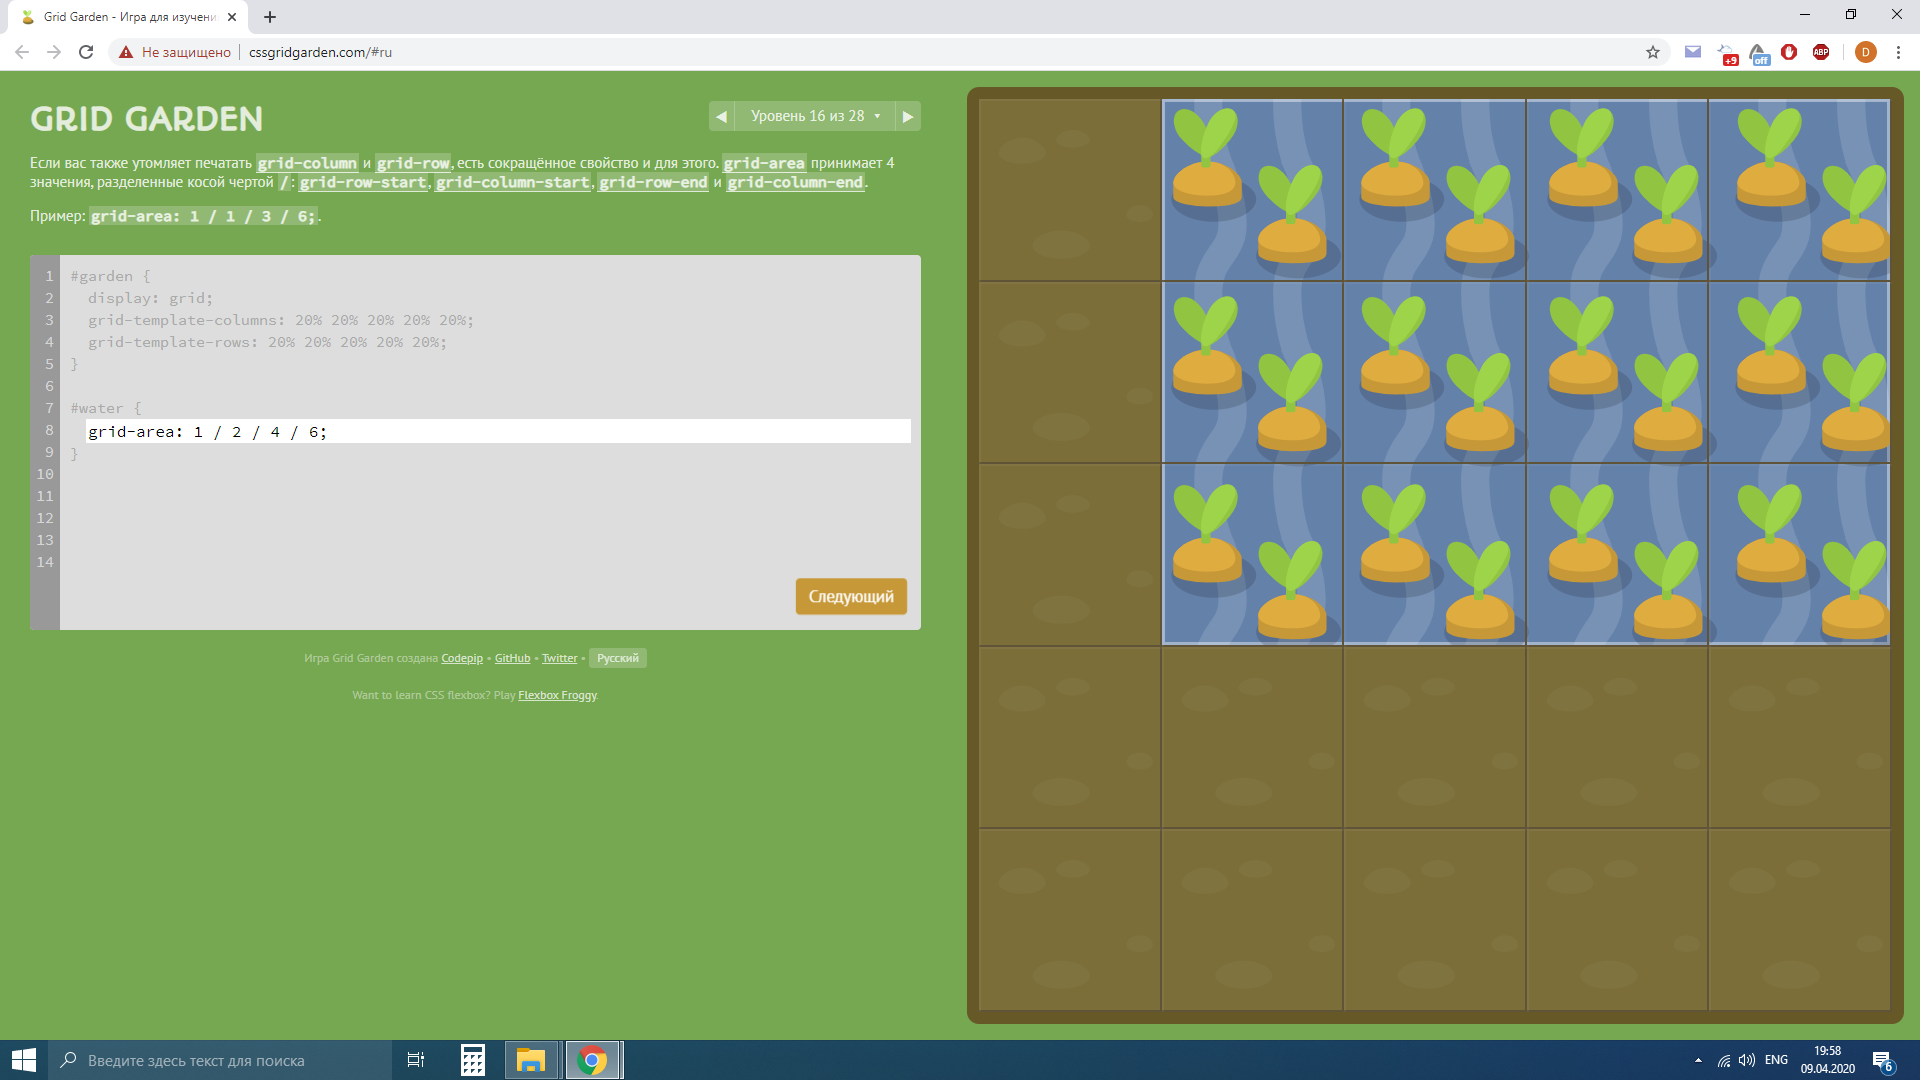 Grid Garden - Игра для изучени
Не защищено cssgridgarden.com/#ru
+9 off ABP D
GRID GARDEN
Уровень 16 из 28
Если вас также утомляет печатать grid-column и grid-row, есть сокращённое свойство и для этого. grid-area принимает 4
значения, разделенные косой чертой /: grid-row-start, grid-column-start, grid-row-end и grid-column-end.
Пример: grid-area: 1 / 1 / 3 / 6;.
1 #garden {
2 display: grid;
3 grid-template-columns: 20% 20% 20% 20% 20%;
4 grid-template-rows: 20% 20% 20% 20% 20%;
5 }
6
7 #water {
8 grid-area: 1 / 2 / 4 / 6;
9 }
10
11
12
13
14
Следующий
Игра Grid Garden создана Codepip • GitHub • Twitter • Русский
Want to learn CSS flexbox? Play Flexbox Froggy.
Введите здесь текст для поиска
ENG
19:58
09.04.2020
6